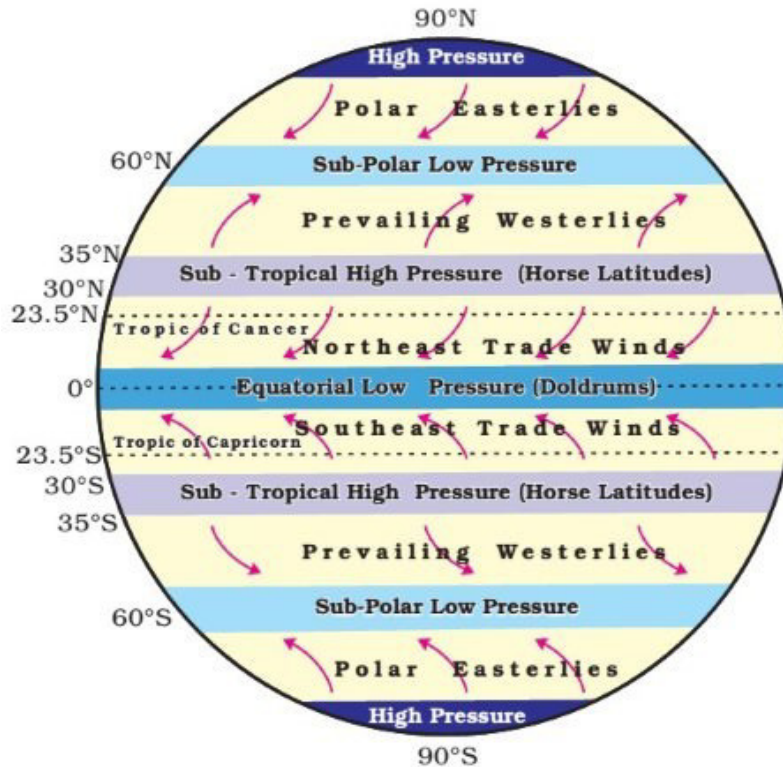 90°N
High Pressure
Polar Easterlies
60°N
Sub-Polar Low Pressure
Prevailing Westerlies
35°N
Sub - Tropical High Pressure (Horse Latitudes)
30°N
23.5°N
Tropic of Cancer
Northeast Trade Winds
0°
Equatorial Low Pressure (Doldrums)
Southeast Trade Winds
Tropic of Capricorn
23.5°S
30°S
Sub - Tropical High Pressure (Horse Latitudes)
35°S
Prevailing Westerlies
60°S
Sub-Polar Low Pressure
Polar Easterlies
High Pressure
90°S